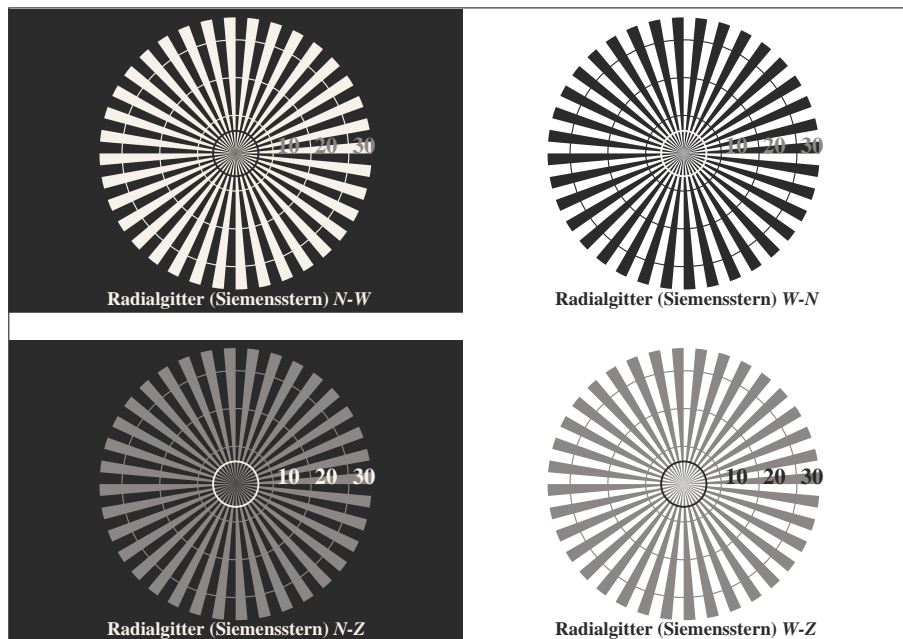 10 20 30
Radialgitter (Siemensstern) N-W
10 20 30
Radialgitter (Siemensstern) W-N
10 20 30
Radialgitter (Siemensstern) N-Z
10 20 30
Radialgitter (Siemensstern) W-Z